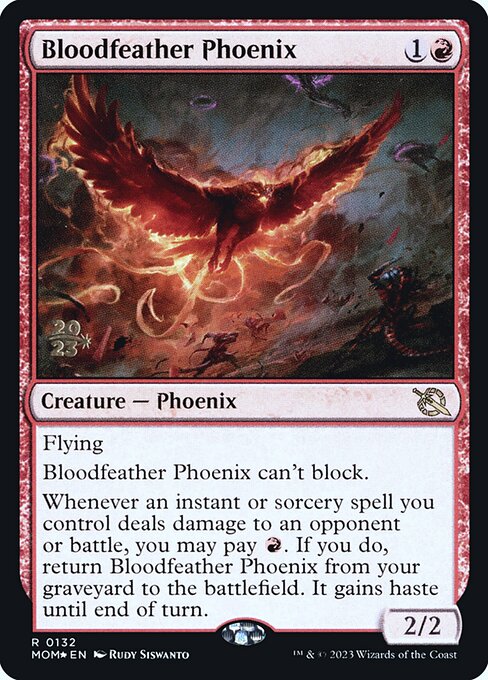 Bloodfeather Phoenix 1
20
23
Creature — Phoenix
Flying
Bloodfeather Phoenix can't block.
Whenever an instant or sorcery spell you
control deals damage to an opponent
or battle, you may pay . If you do,
return Bloodfeather Phoenix from your
graveyard to the battlefield. It gains haste
until end of turn.
2/2
R 0132
MOM★EN Rudy Siswanto
™ & © 2023 Wizards of the Coast